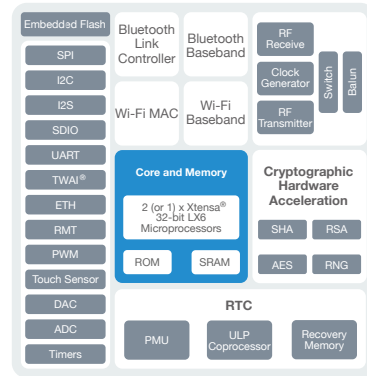 Embedded Flash
SPI
I2C
I2S
SDIO
UART
TWAI®
ETH
RMT
PWM
Touch Sensor
DAC
ADC
Timers
Bluetooth
Link
Controller
Bluetooth
Baseband
Wi-Fi MAC
Wi-Fi
Baseband
RF
Receive
Clock
Generator
RF
Transmitter
Switch
Balun
Core and Memory
2 (or 1) x Xtensa®
32-bit LX6
Microprocessors
ROM
SRAM
Cryptographic
Hardware
Acceleration
SHA
RSA
AES
RNG
RTC
PMU
ULP
Coprocessor
Recovery
Memory